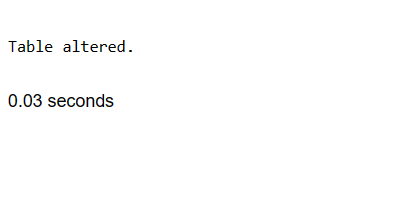 Table altered.
0.03 seconds